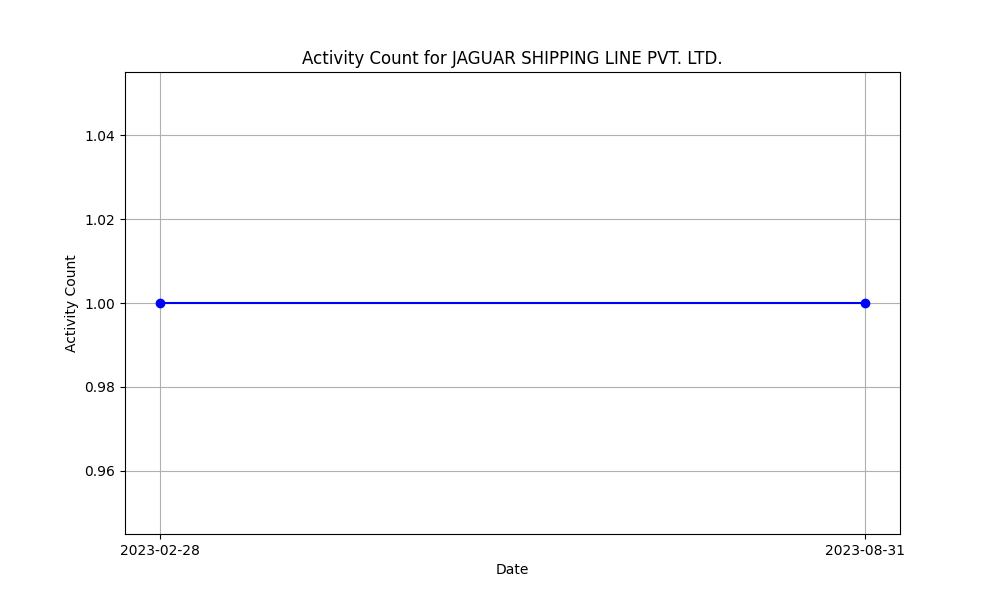 Activity Count for JAGUAR SHIPPING LINE PVT. LTD.
1.04
1.02
1.00
0.98
0.96
Activity Count
2023-02-28
2023-08-31
Date